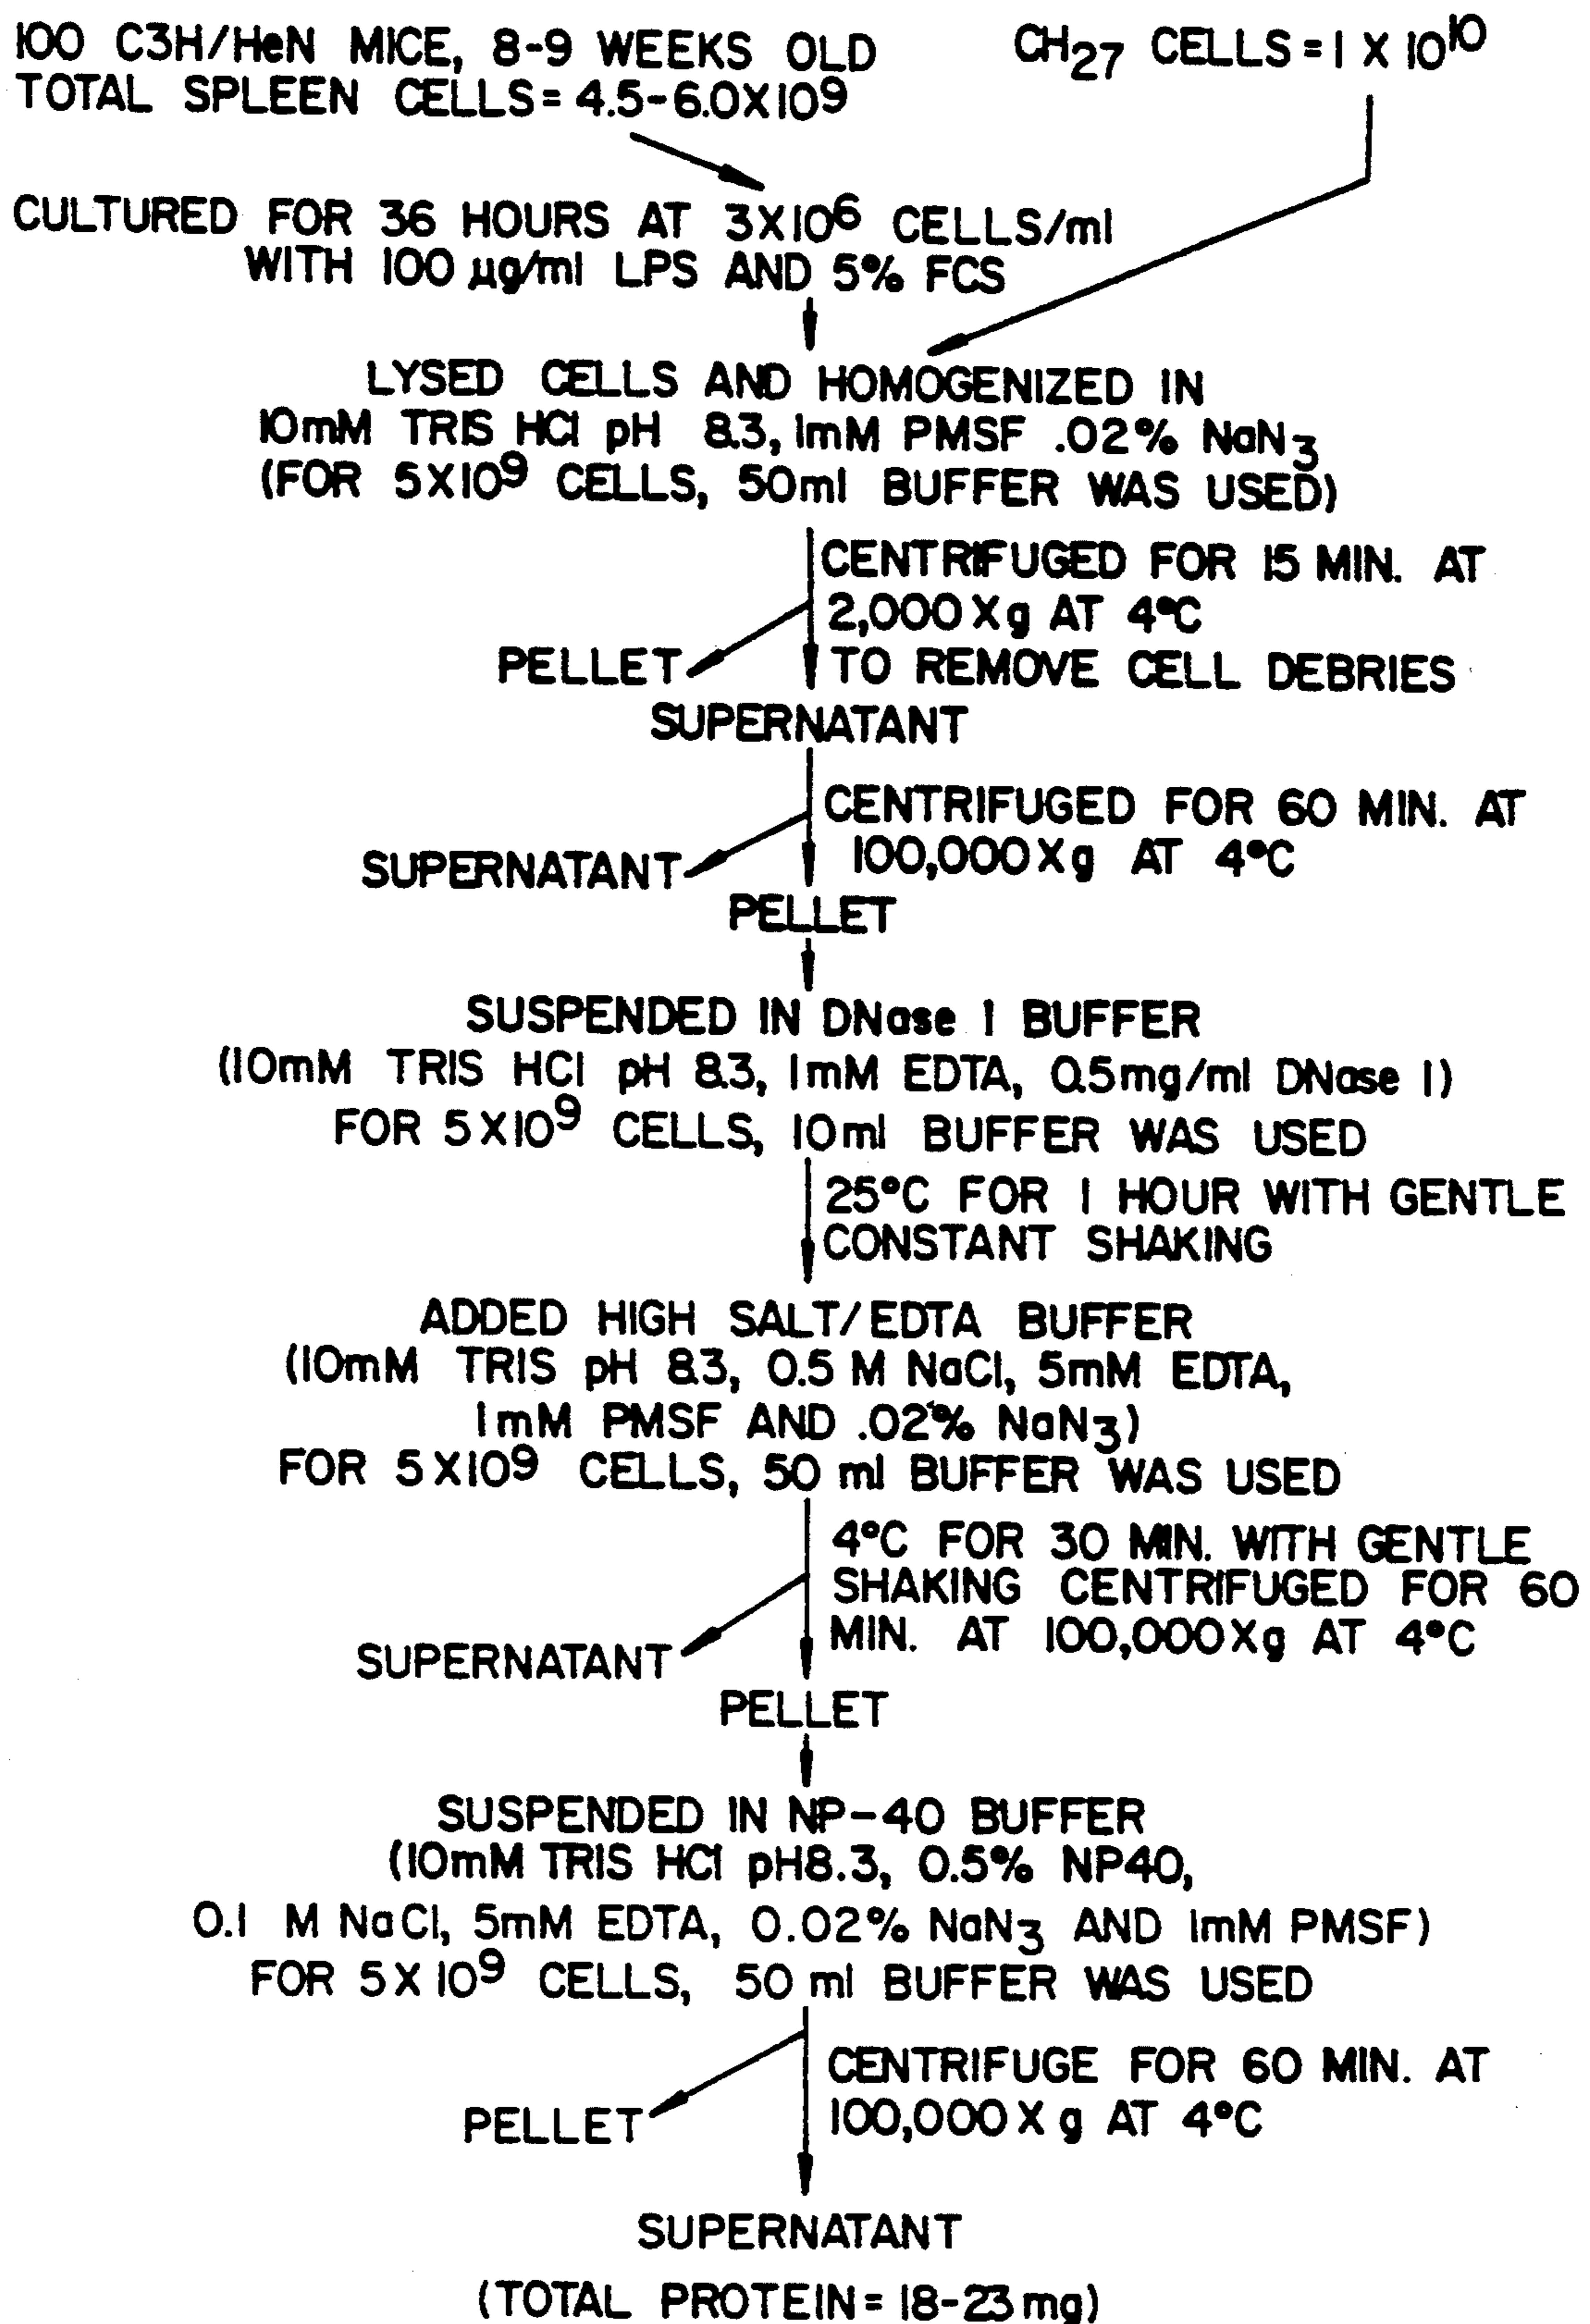 100 C3H/HeN MICE, 8-9 WEEKS OLD
TOTAL SPLEEN CELLS = 4.5-6.0X10⁹
CH₂₇ CELLS = 1 X 10¹⁰
CULTURED FOR 36 HOURS AT 3X10⁶ CELLS/ml
WITH 100 µg/ml LPS AND 5% FCS
LYSED CELLS AND HOMOGENIZED IN
10mM TRIS HCl pH 8.3, 1mM PMSF .02% NaN₃
(FOR 5X10⁹ CELLS, 50ml BUFFER WAS USED)
CENTRIFUGED FOR 15 MIN. AT
2,000 Xg AT 4°C
TO REMOVE CELL DEBRIES
PELLET
SUPERNATANT
CENTRIFUGED FOR 60 MIN. AT
100,000Xg AT 4°C
SUPERNATANT
PELLET
SUSPENDED IN DNase 1 BUFFER
(10mM TRIS HCl pH 8.3, 1mM EDTA, 0.5mg/ml DNase 1)
FOR 5X10⁹ CELLS, 10ml BUFFER WAS USED
25°C FOR 1 HOUR WITH GENTLE
CONSTANT SHAKING
ADDED HIGH SALT/EDTA BUFFER
(10mM TRIS pH 8.3, 0.5 M NaCl, 5mM EDTA,
1mM PMSF AND .02% NaN₃)
FOR 5X10⁹ CELLS, 50 ml BUFFER WAS USED
4°C FOR 30 MIN. WITH GENTLE
SHAKING CENTRIFUGED FOR 60
MIN. AT 100,000Xg AT 4°C
SUPERNATANT
PELLET
SUSPENDED IN NP-40 BUFFER
(10mM TRIS HCl pH8.3, 0.5% NP40,
0.1 M NaCl, 5mM EDTA, 0.02% NaN₃ AND 1mM PMSF)
FOR 5X10⁹ CELLS, 50 ml BUFFER WAS USED
CENTRIFUGE FOR 60 MIN. AT
100,000 X g AT 4°C
PELLET
SUPERNATANT
(TOTAL PROTEIN = 18-23 mg)